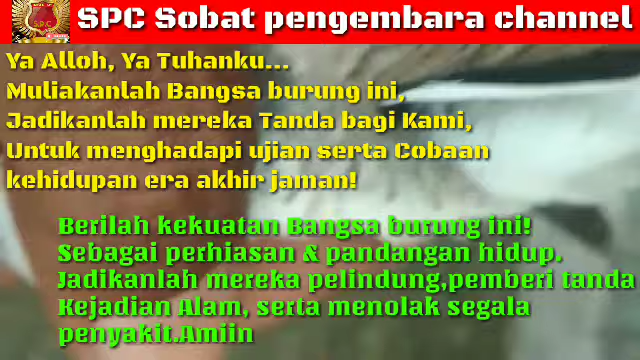 S.P.C
SPC Sobat pengembara channel
Ya Alloh, Ya Tuhanku...
Muliakanlah Bangsa burung ini,
Jadikanlah mereka Tanda bagi Kami,
Untuk menghadapi ujian serta Cobaan
kehidupan era akhir jaman!
Berilah kekuatan Bangsa burung ini!
Sebagai perhiasan & pandangan hidup.
Jadikanlah mereka pelindung,pemberi tanda
Kejadian Alam, serta menolak segala
penyakit.Amiin